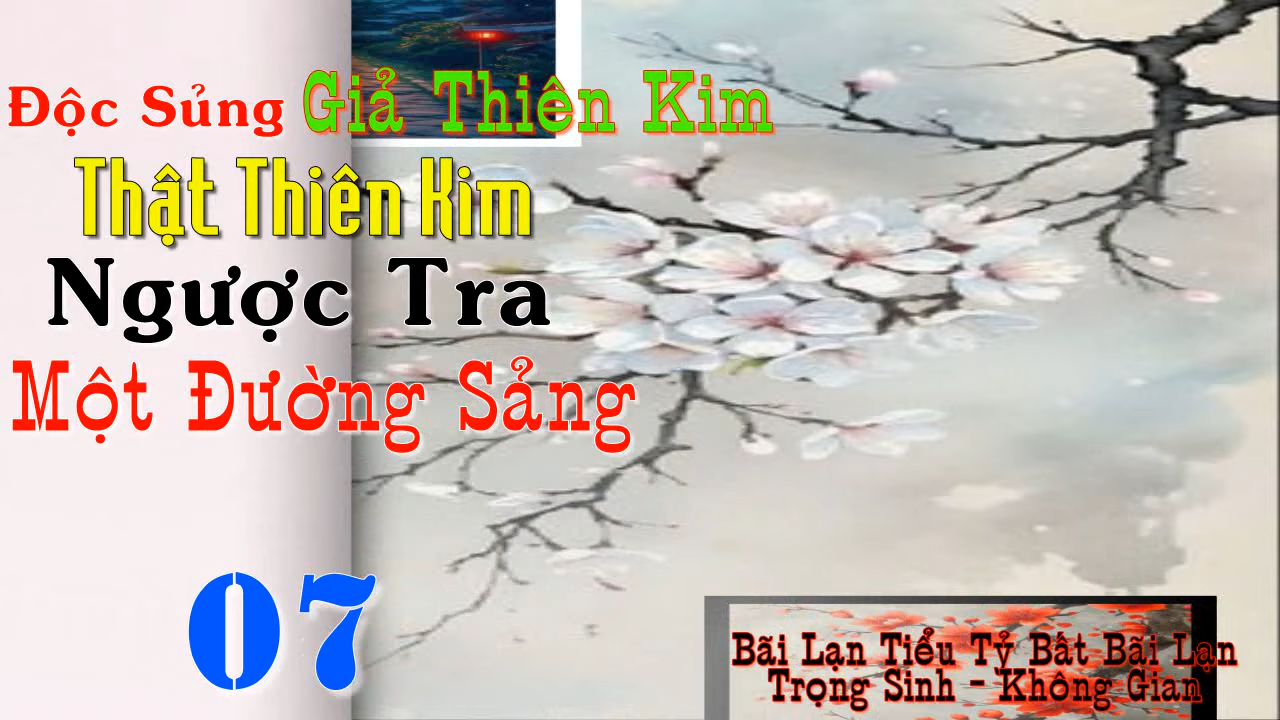 Độc Sủng Giả Thiên Kim
Thật Thiên Kim
Ngược Tra
Một Đường Sảng
07
Bãi Lạn Tiểu Tỷ Bất Bãi Lạn
Trọng Sinh - Không Gian